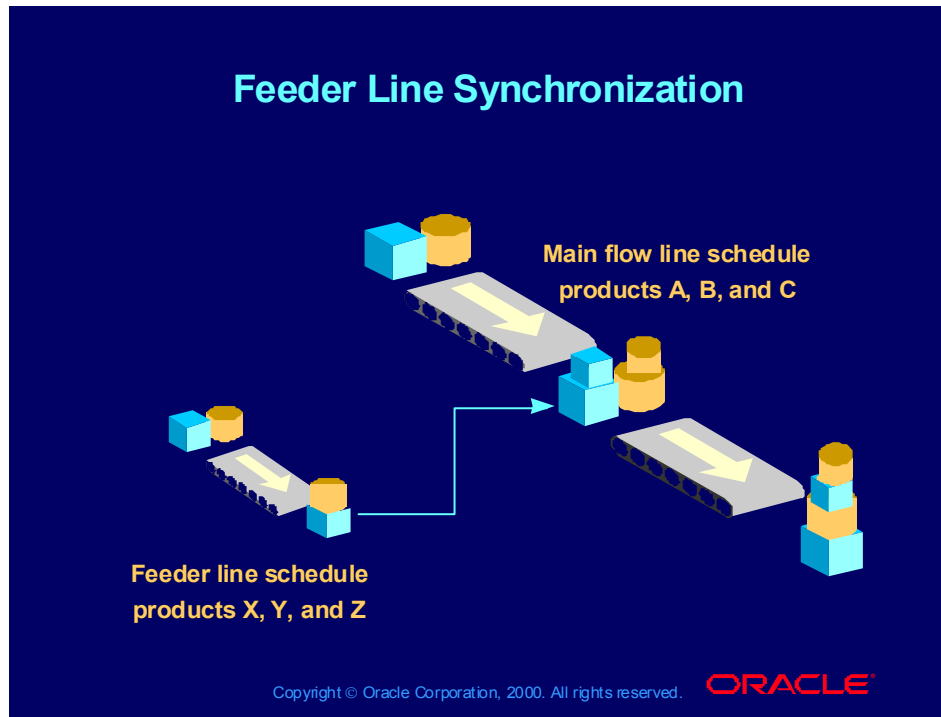 Feeder Line Synchronization
Main flow line schedule
products A, B, and C
Feeder line schedule
products X, Y, and Z
Copyright © Oracle Corporation, 2000. All rights reserved.
ORACLE®